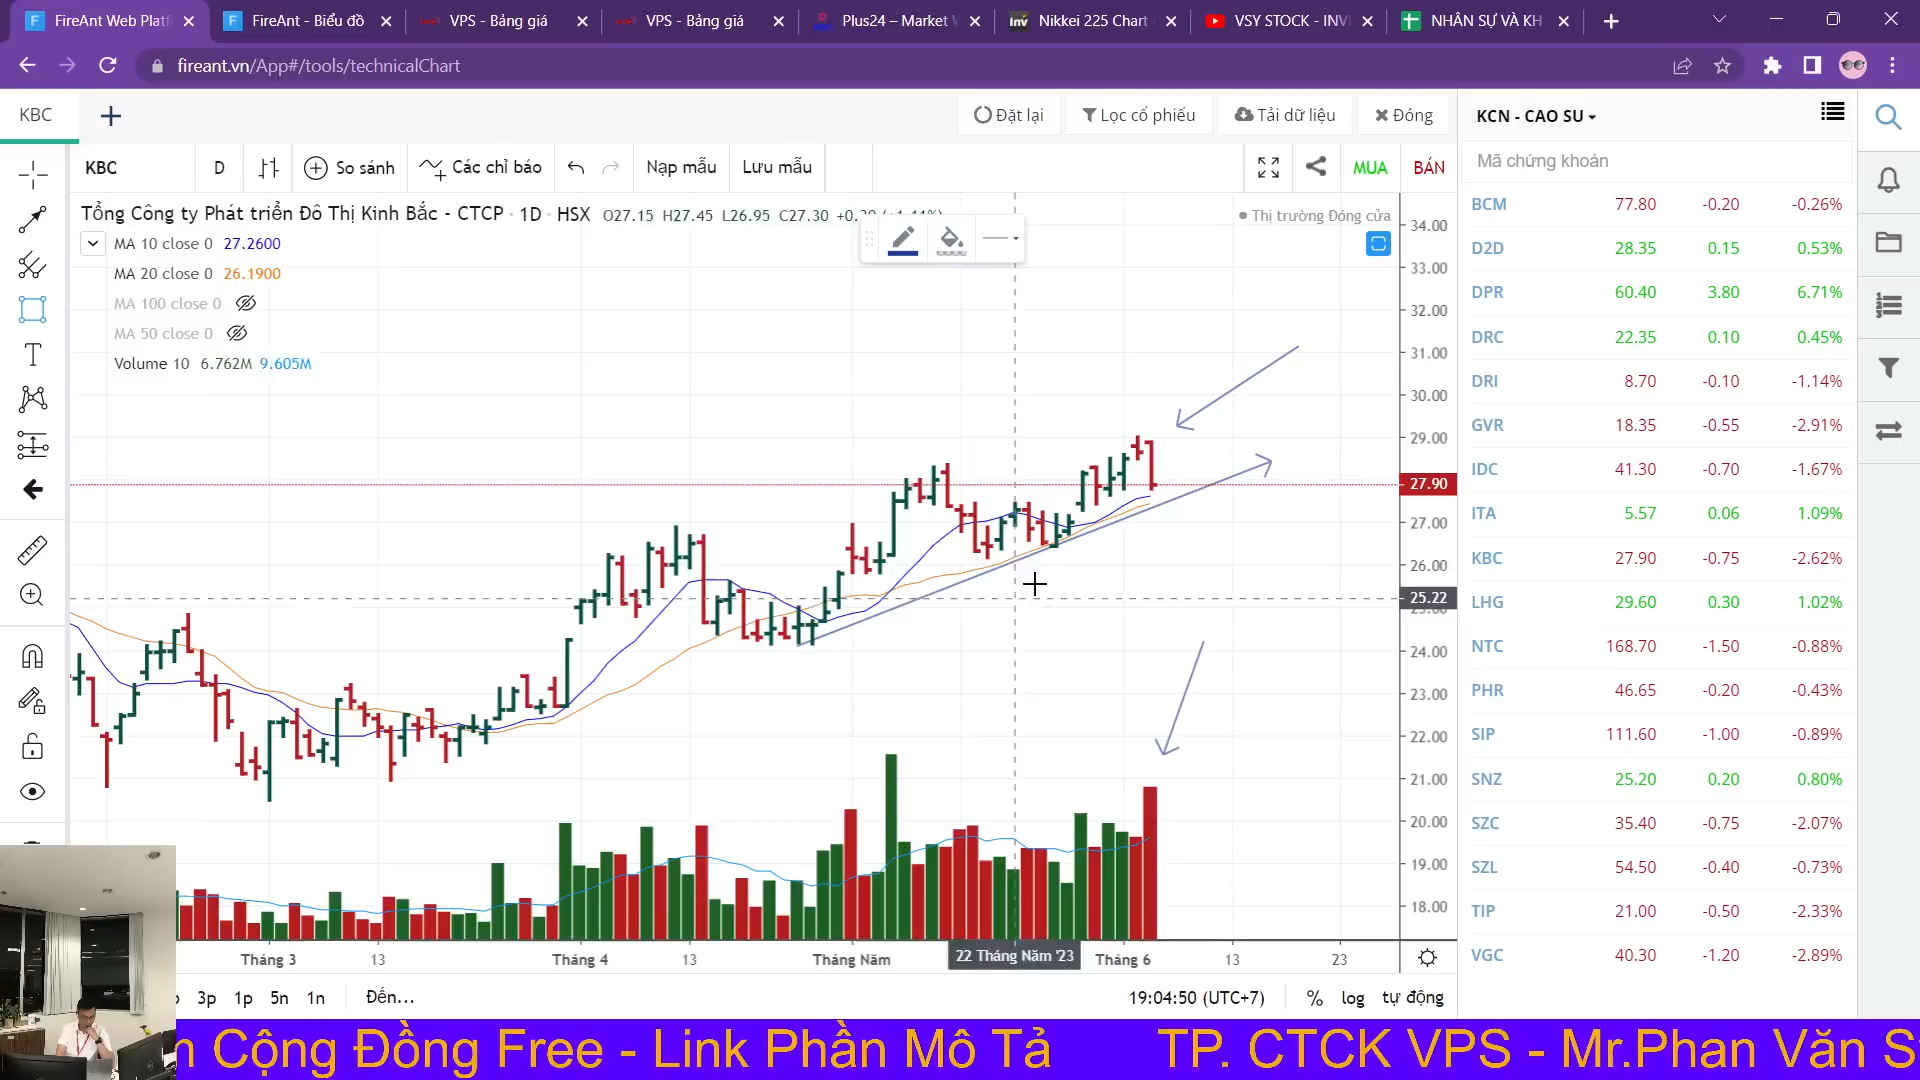 FireAnt Web Platf
FireAnt - Biểu đồ
VPS - Bảng giá
VPS - Bảng giá
Plus24 – Market
Nikkei 225 Chart
VSY STOCK - INV
NHÂN SỰ VÀ KH
fireant.vn/App#/tools/technicalChart
KBC
Đặt lại
Lọc cổ phiếu
Tải dữ liệu
Đóng
KCN - CAO SU
KBC
D
So sánh
Các chỉ báo
Nạp mẫu
Lưu mẫu
MUA
BÁN
Mã chứng khoán
Tổng Công ty Phát triển Đô Thị Kinh Bắc - CTCP · 1D · HSX O27.15 H27.45 L26.95 C27.30
Thị trường Đóng cửa
MA 10 close 0 27.2600
MA 20 close 0 26.1900
MA 100 close 0
MA 50 close 0
Volume 10 6.762M 9.605M
34.00
33.00
32.00
31.00
30.00
29.00
27.90
27.00
26.00
25.22
24.00
23.00
22.00
21.00
20.00
19.00
18.00
BCM 77.80 -0.20 -0.26%
D2D 28.35 0.15 0.53%
DPR 60.40 3.80 6.71%
DRC 22.35 0.10 0.45%
DRI 8.70 -0.10 -1.14%
GVR 18.35 -0.55 -2.91%
IDC 41.30 -0.70 -1.67%
ITA 5.57 0.06 1.09%
KBC 27.90 -0.75 -2.62%
LHG 29.60 0.30 1.02%
NTC 168.70 -1.50 -0.88%
PHR 46.65 -0.20 -0.43%
SIP 111.60 -1.00 -0.89%
SNZ 25.20 0.20 0.80%
SZC 35.40 -0.75 -2.07%
SZL 54.50 -0.40 -0.73%
TIP 21.00 -0.50 -2.33%
VGC 40.30 -1.20 -2.89%
Tháng 3 13 Tháng 4 13 Tháng Năm 22 Tháng Năm '23 Tháng 6 13 23
3p 1p 5n 1n Đến...
19:04:50 (UTC+7) % log tự động
Cộng Đồng Free - Link Phần Mô Tả TP. CTCK VPS - Mr.Phan Văn